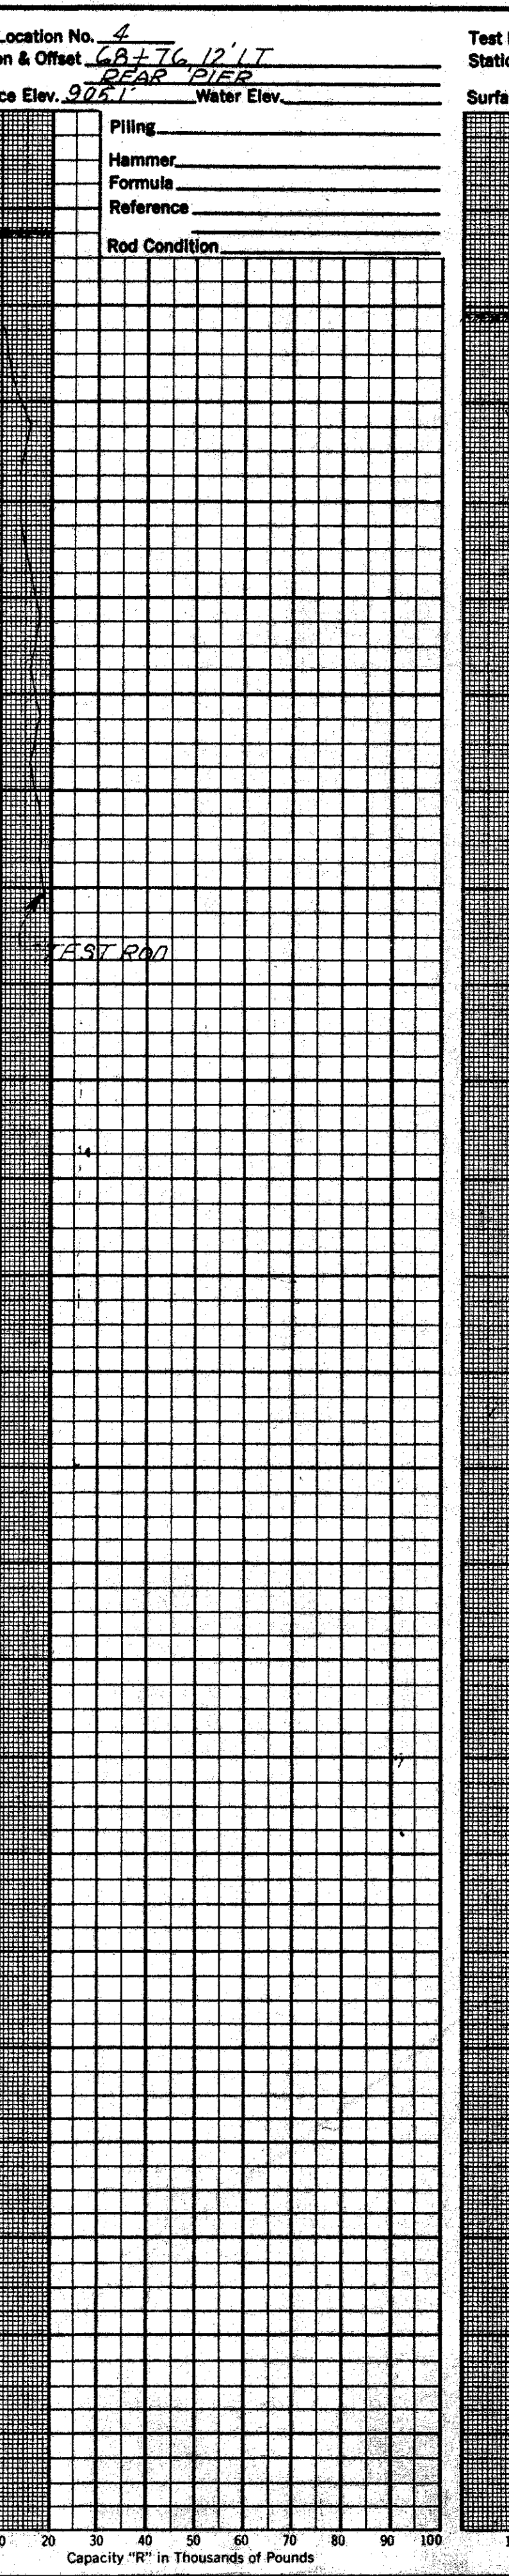 Location No. 4
n & Offset 68+76 12' LT
REAR PIER
ce Elev. 905.1' Water Elev.
Piling
Hammer
Formula
Reference
Rod Condition
Test
Static
Surfa
TEST ROD
0 20 30 40 50 60 70 80 90 100 1
Capacity "R" in Thousands of Pounds